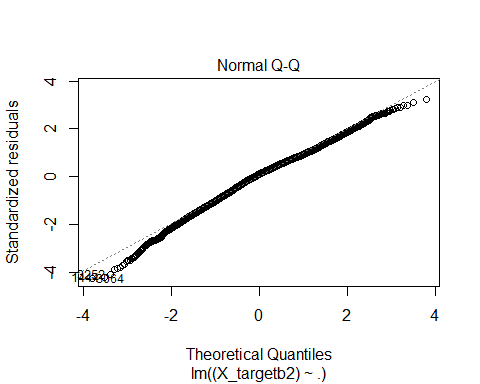 Normal Q-Q
Standardized residuals
4
2
0
-2
-4
-4
-2
0
2
4
Theoretical Quantiles
lm((X_targetb2) ~ .)